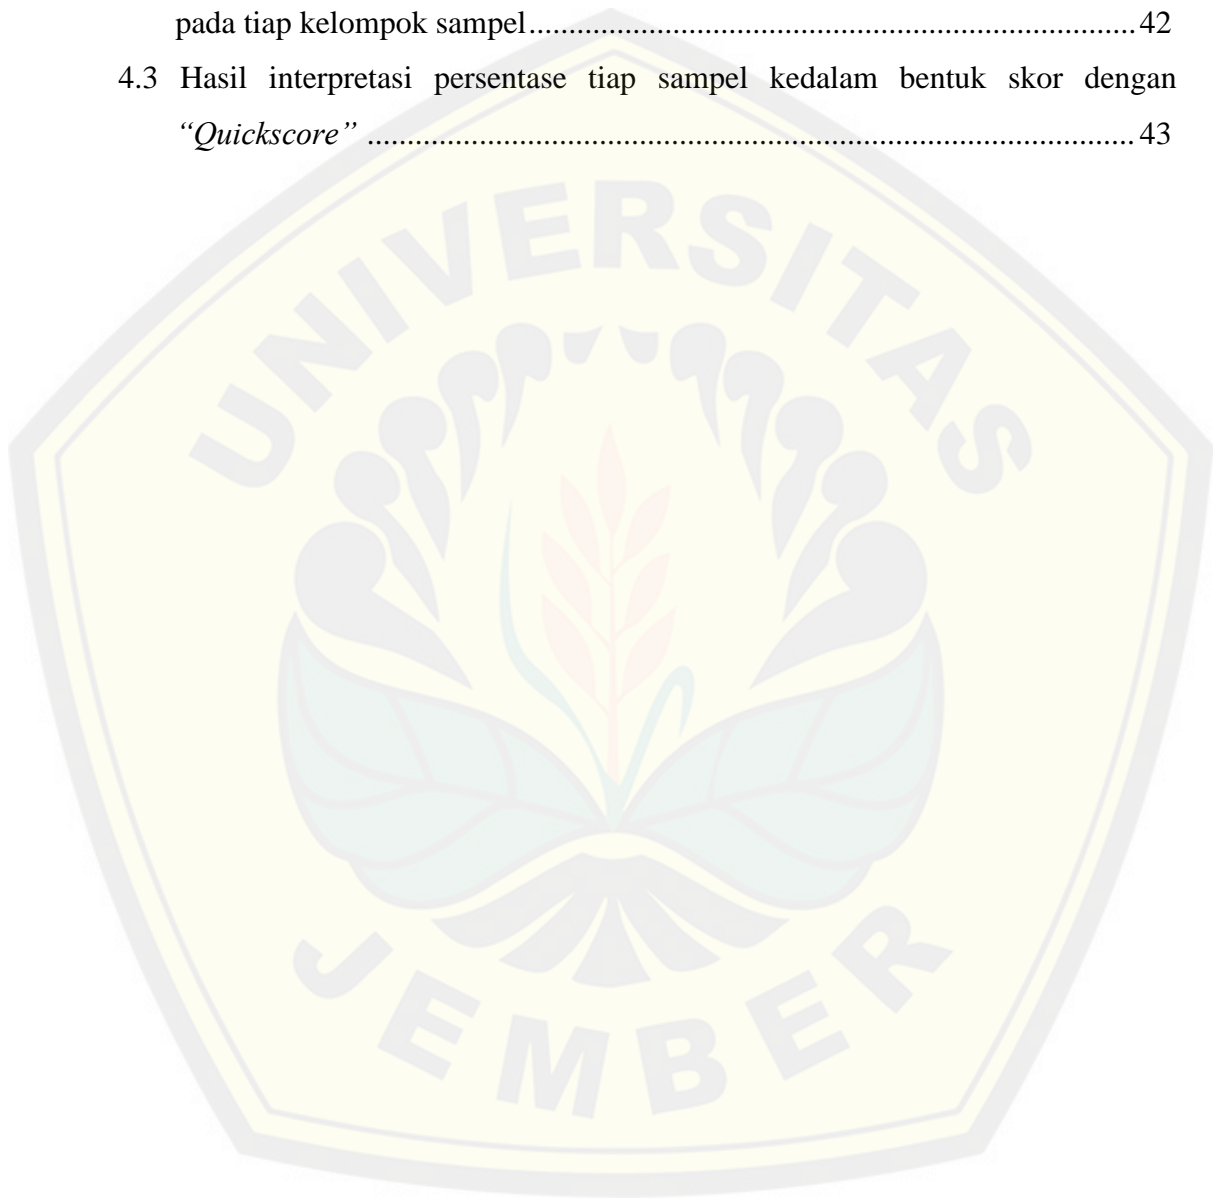 pada tiap kelompok sampel............................................................................ 42
4.3 Hasil interpretasi persentase tiap sampel kedalam bentuk skor dengan
“Quickscore” ................................................................................................ 43
UNIVERSITAS
JEMBER